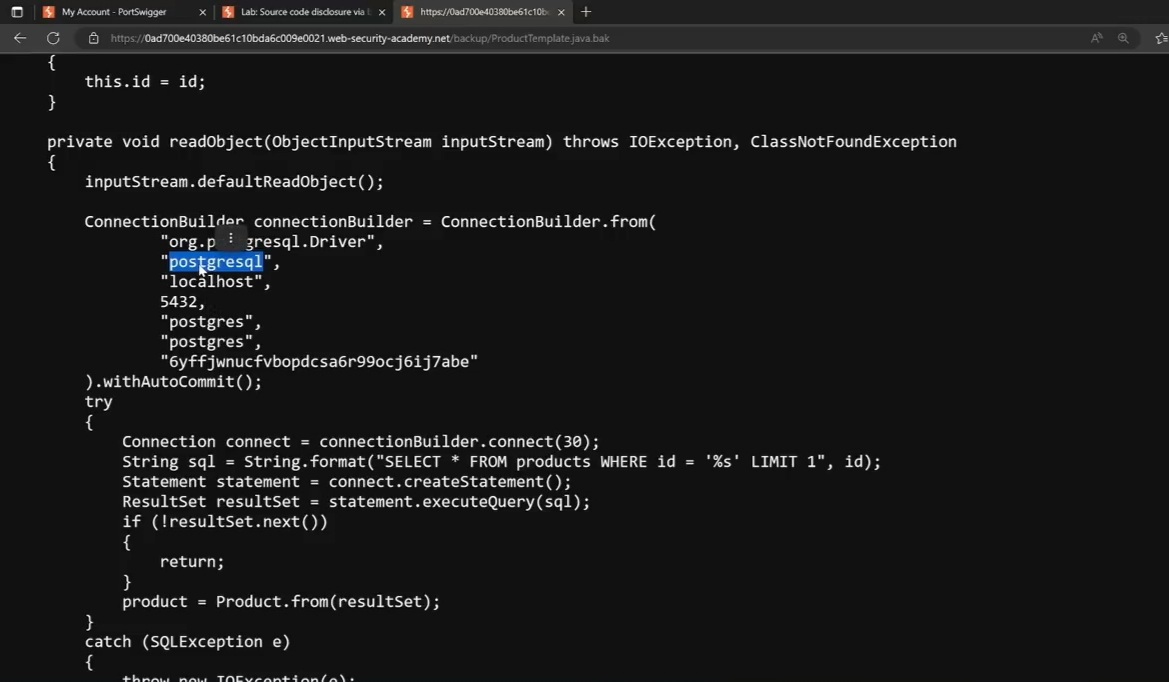 My Account - PortSwigger
Lab: Source code disclosure via b
https://0ad700e40380be61c10b
https://0ad700e40380be61c10bda6c009e0021.web-security-academy.net/backup/ProductTemplate.java.bak
{
this.id = id;
}
private void readObject(ObjectInputStream inputStream) throws IOException, ClassNotFoundException
{
inputStream.defaultReadObject();
ConnectionBuilder connectionBuilder = ConnectionBuilder.from(
"org.p gresql.Driver",
"postgresql",
"localhost",
5432,
"postgres",
"postgres",
"6yffjwnucfvbopdcsa6r99ocj6ij7abe"
).withAutoCommit();
try
{
Connection connect = connectionBuilder.connect(30);
String sql = String.format("SELECT * FROM products WHERE id = '%s' LIMIT 1", id);
Statement statement = connect.createStatement();
ResultSet resultSet = statement.executeQuery(sql);
if (!resultSet.next())
{
return;
}
product = Product.from(resultSet);
}
catch (SQLException e)
{
throw new IOException(e);